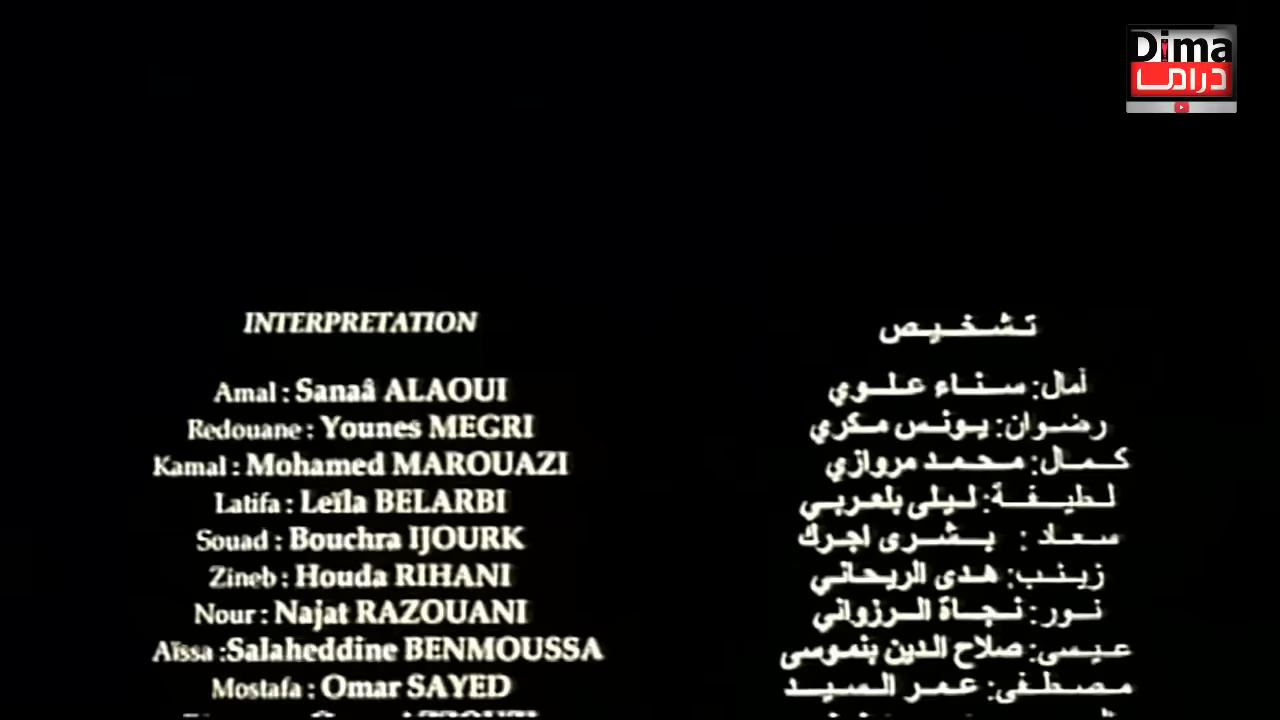 Dima
دراما
INTERPRETATION
Amal : Sanaâ ALAOUI
Redouane : Younes MEGRI
Kamal : Mohamed MAROUAZI
Latifa : Leïla BELARBI
Souad : Bouchra IJOURK
Zineb : Houda RIHANI
Nour : Najat RAZOUANI
Aïssa :Salaheddine BENMOUSSA
Mostafa : Omar SAYED
تشخيص
أمال: سناء علوي
رضوان: يونس مكري
كمال: محمد مروازي
لطيفة: ليلى بلعربي
سعاد : بشرى اجرك
زينب: هدى الريحاني
نور: نجاة الرزواني
عيسى: صلاح الدين بنموسى
مصطفى: عمر السيد